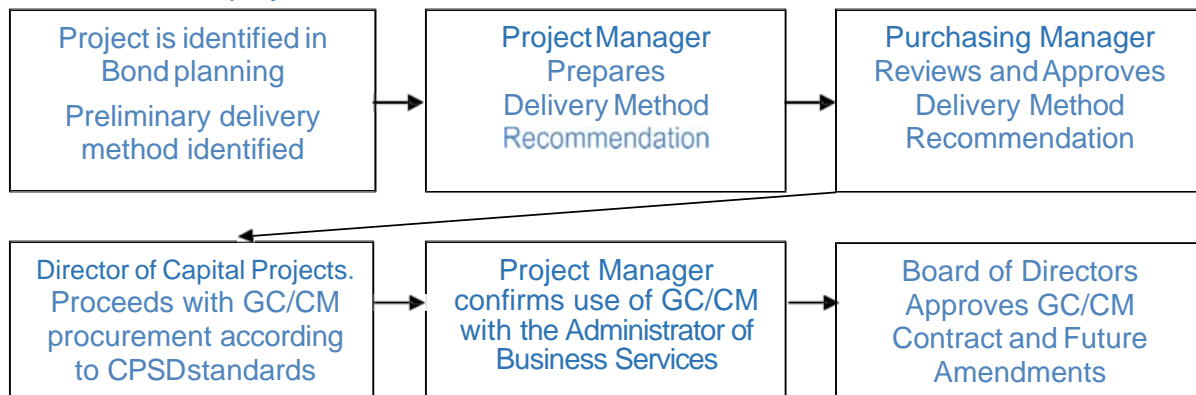 Project is identified in
Bond planning
Preliminary delivery
method identified
Project Manager
Prepares
Delivery Method
Recommendation
Purchasing Manager
Reviews and Approves
Delivery Method
Recommendation
Director of Capital Projects.
Proceeds with GC/CM
procurement according
to CPSD standards
Project Manager
confirms use of GC/CM
with the Administrator of
Business Services
Board of Directors
Approves GC/CM
Contract and Future
Amendments